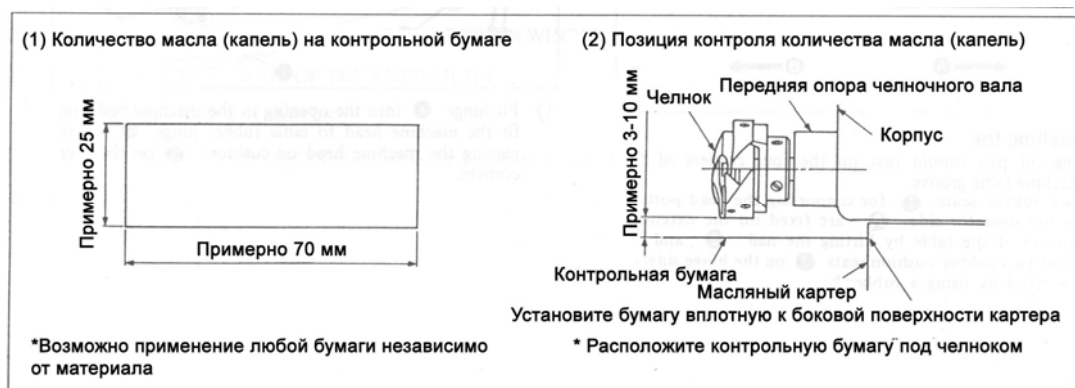 (1) Количество масла (капель) на контрольной бумаге
Примерно 25 мм
Примерно 70 мм
*Возможно применение любой бумаги независимо
от материала
(2) Позиция контроля количества масла (капель)
Передняя опора челночного вала
Челнок
Корпус
Примерно 3-10 мм
Контрольная бумага
Масляный картер
Установите бумагу вплотную к боковой поверхности картера
* Расположите контрольную бумагу под челноком